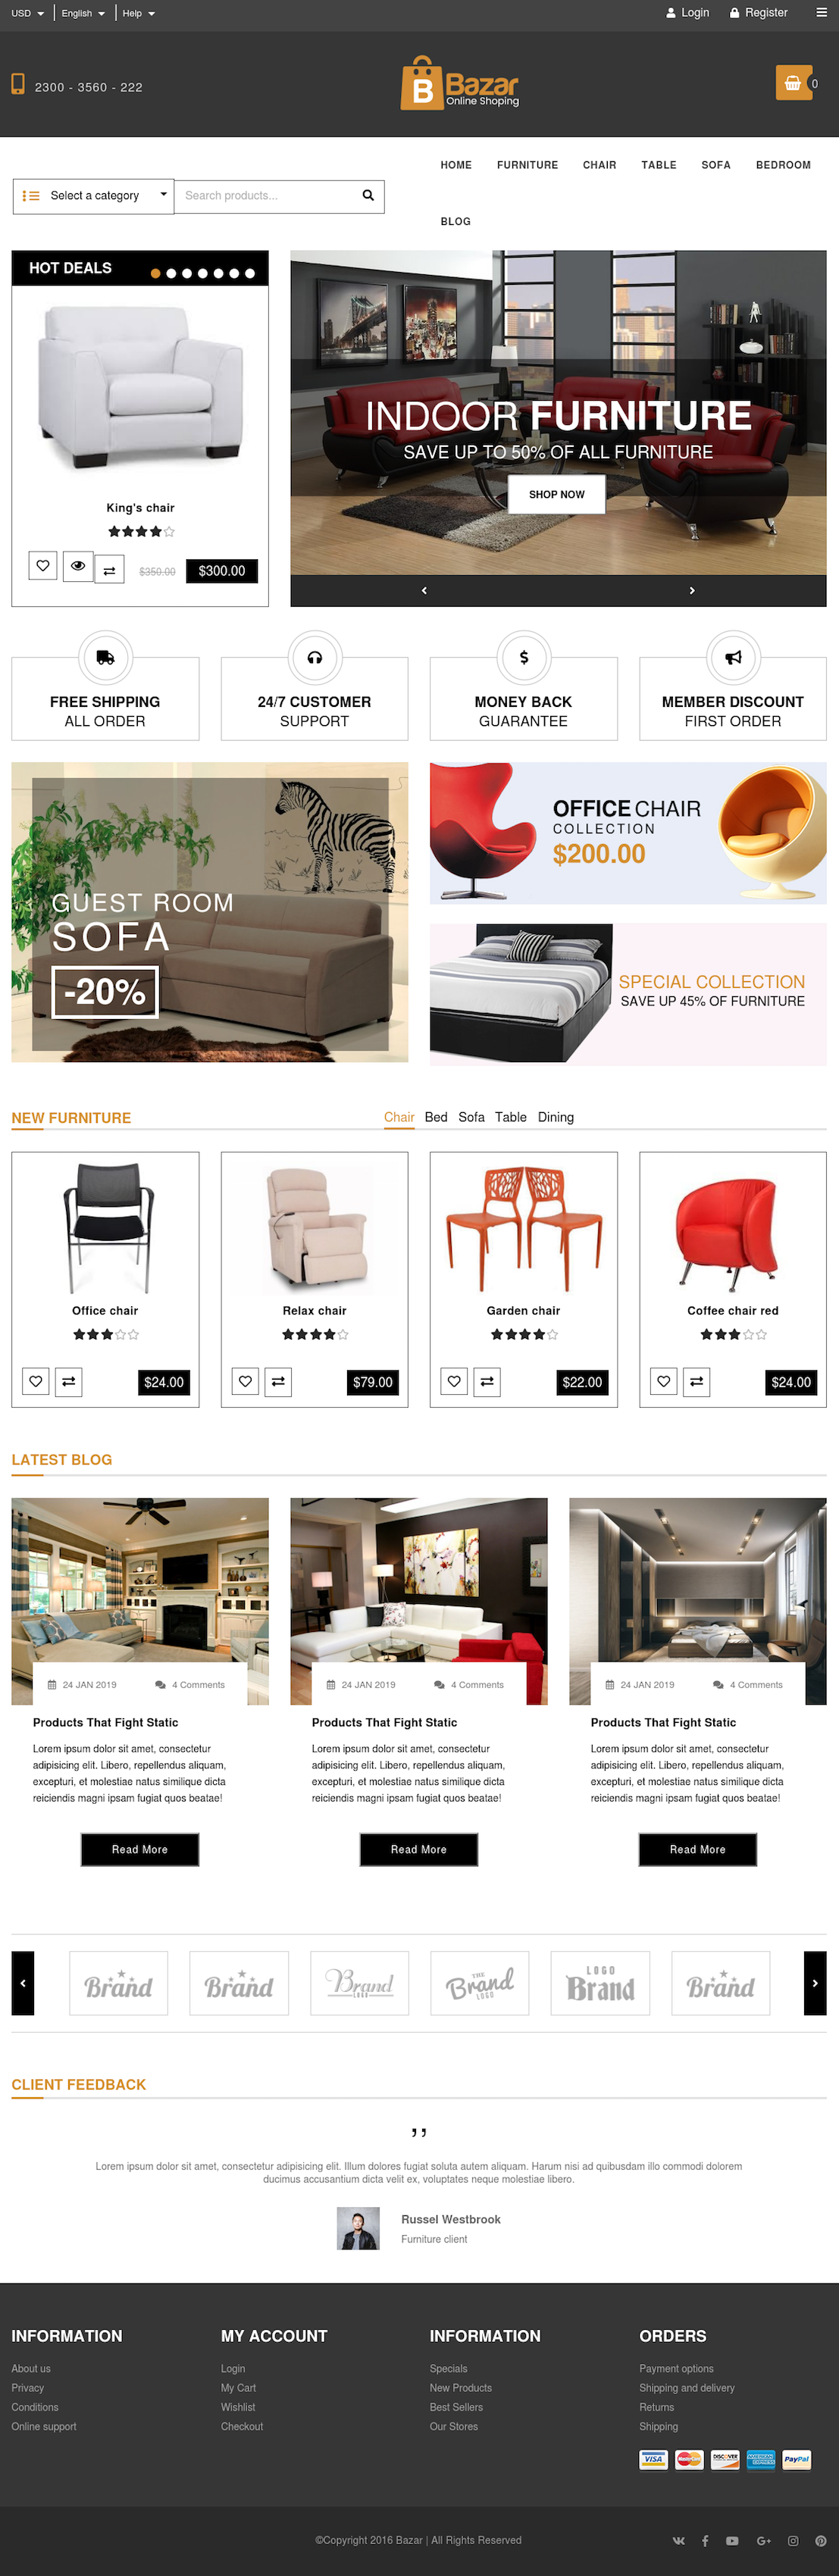 USD English Help Login Register
2300 - 3560 - 222
B Bazar
Online Shoping
0
HOME FURNITURE CHAIR TABLE SOFA BEDROOM
BLOG
Select a category Search products...
HOT DEALS
King's chair
$350.00 $300.00
INDOOR FURNITURE
SAVE UP TO 50% OF ALL FURNITURE
SHOP NOW
FREE SHIPPING
ALL ORDER
24/7 CUSTOMER
SUPPORT
MONEY BACK
GUARANTEE
MEMBER DISCOUNT
FIRST ORDER
GUEST ROOM
SOFA
-20%
OFFICE CHAIR
COLLECTION
$200.00
SPECIAL COLLECTION
SAVE UP 45% OF FURNITURE
NEW FURNITURE
Chair Bed Sofa Table Dining
Office chair
$24.00
Relax chair
$79.00
Garden chair
$22.00
Coffee chair red
$24.00
LATEST BLOG
24 JAN 2019 4 Comments
Products That Fight Static
Lorem ipsum dolor sit amet, consectetur
adipisicing elit. Libero, repellendus aliquam,
excepturi, et molestiae natus similique dicta
reiciendis magni ipsam fugiat quos beatae!
Read More
24 JAN 2019 4 Comments
Products That Fight Static
Lorem ipsum dolor sit amet, consectetur
adipisicing elit. Libero, repellendus aliquam,
excepturi, et molestiae natus similique dicta
reiciendis magni ipsam fugiat quos beatae!
Read More
24 JAN 2019 4 Comments
Products That Fight Static
Lorem ipsum dolor sit amet, consectetur
adipisicing elit. Libero, repellendus aliquam,
excepturi, et molestiae natus similique dicta
reiciendis magni ipsam fugiat quos beatae!
Read More
Brand
Brand
Brand
LOGO
THE
Brand
LOGO
LOGO
Brand
Brand
CLIENT FEEDBACK
,,
Lorem ipsum dolor sit amet, consectetur adipisicing elit. Illum dolores fugiat soluta autem aliquam. Harum nisi ad quibusdam illo commodi dolorem
ducimus accusantium dicta velit ex, voluptates neque molestiae libero.
Russel Westbrook
Furniture client
INFORMATION
About us
Privacy
Conditions
Online support
MY ACCOUNT
Login
My Cart
Wishlist
Checkout
INFORMATION
Specials
New Products
Best Sellers
Our Stores
ORDERS
Payment options
Shipping and delivery
Returns
Shipping
VISA MasterCard DISCOVER AMERICAN EXPRESS PayPal
©Copyright 2016 Bazar | All Rights Reserved